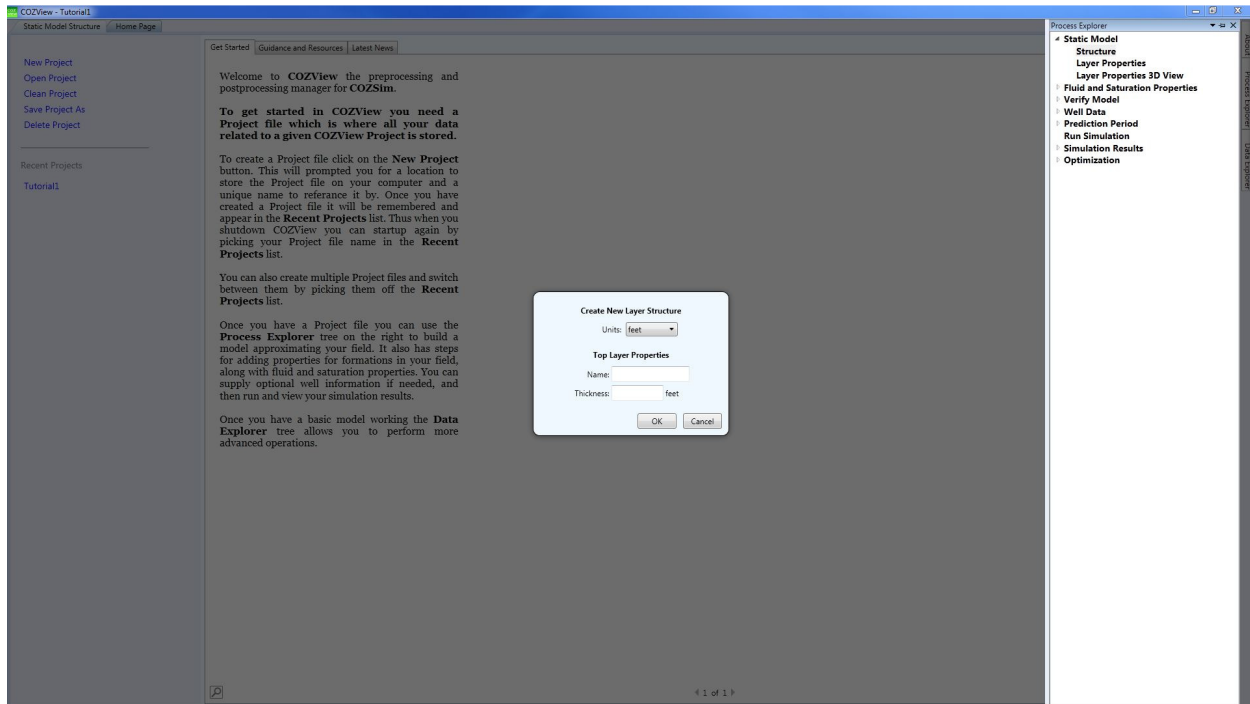 COZView - Tutorial1
Static Model Structure
Home Page
New Project
Open Project
Clean Project
Save Project As
Delete Project
Recent Projects
Tutorial1
Get Started
Guidance and Resources
Latest News
Welcome to COZView the preprocessing and
postprocessing manager for COZSim.
To get started in COZView you need a
Project file which is where all your data
related to a given COZView Project is stored.
To create a Project file click on the New Project
button. This will prompted you for a location to
store the Project file on your computer and a
unique name to referance it by. Once you have
created a Project file it will be remembered and
appear in the Recent Projects list. Thus when you
shutdown COZView you can startup again by
picking your Project file name in the Recent
Projects list.
You can also create multiple Project files and switch
between them by picking them off the Recent
Projects list.
Once you have a Project file you can use the
Process Explorer tree on the right to build a
model approximating your field. It also has steps
for adding properties for formations in your field,
along with fluid and saturation properties. You can
supply optional well information if needed, and
then run and view your simulation results.
Once you have a basic model working the Data
Explorer tree allows you to perform more
advanced operations.
1 of 1
Create New Layer Structure
Units: feet
Top Layer Properties
Name:
Thickness: feet
OK
Cancel
Process Explorer
Static Model
Structure
Layer Properties
Layer Properties 3D View
Fluid and Saturation Properties
Verify Model
Well Data
Prediction Period
Run Simulation
Simulation Results
Optimization
About
Process Explorer
Data Explorer